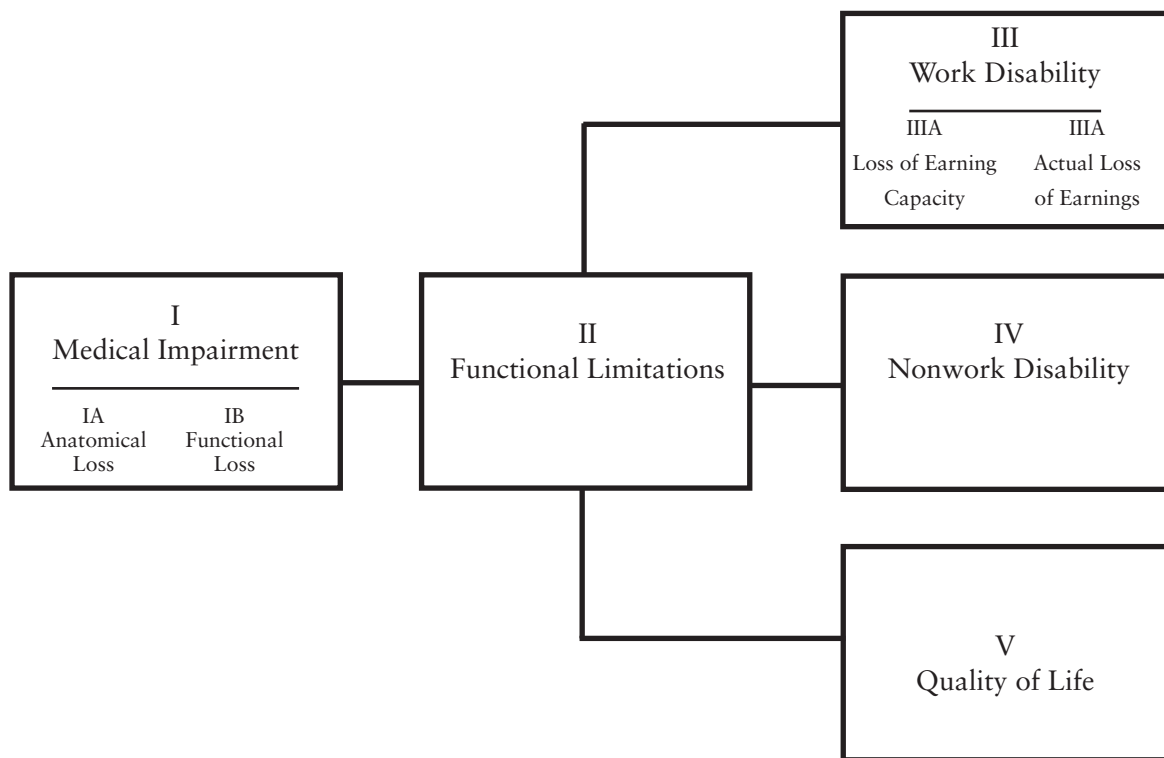 III
Work Disability
IIIA
Loss of Earning
Capacity
IIIA
Actual Loss
of Earnings
I
Medical Impairment
IA
Anatomical
Loss
IB
Functional
Loss
II
Functional Limitations
IV
Nonwork Disability
V
Quality of Life